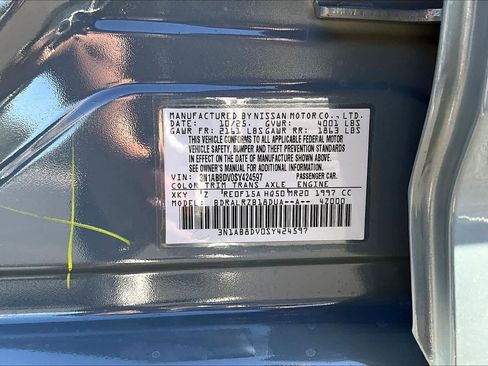 MANUFACTURED BY NISSAN MOTOR CO., LTD.
DATE: 10/25 GVWR: 4001 LBS
GAWR FR: 2161 LBS GAWR RR: 1863 LBS
THIS VEHICLE CONFORMS TO ALL APPLICABLE FEDERAL MOTOR
VEHICLE SAFETY, BUMPER AND THEFT PREVENTION STANDARDS
IN EFFECT ON THE DATE OF MANUFACTURE SHOWN ABOVE.
SEE OWNER'S MANUAL FOR ADDITIONAL INFORMATION
VIN: 3N1AB8DV0SY424597 PASSENGER CAR.
COLOR TRIM TRANS AXLE ENGINE
XKY Z RE0F15A HQ50 MR20 1997 CC
MODEL: BDRALRZB18DUA--A-- 4Z000
3N1AB8DV0SY424597